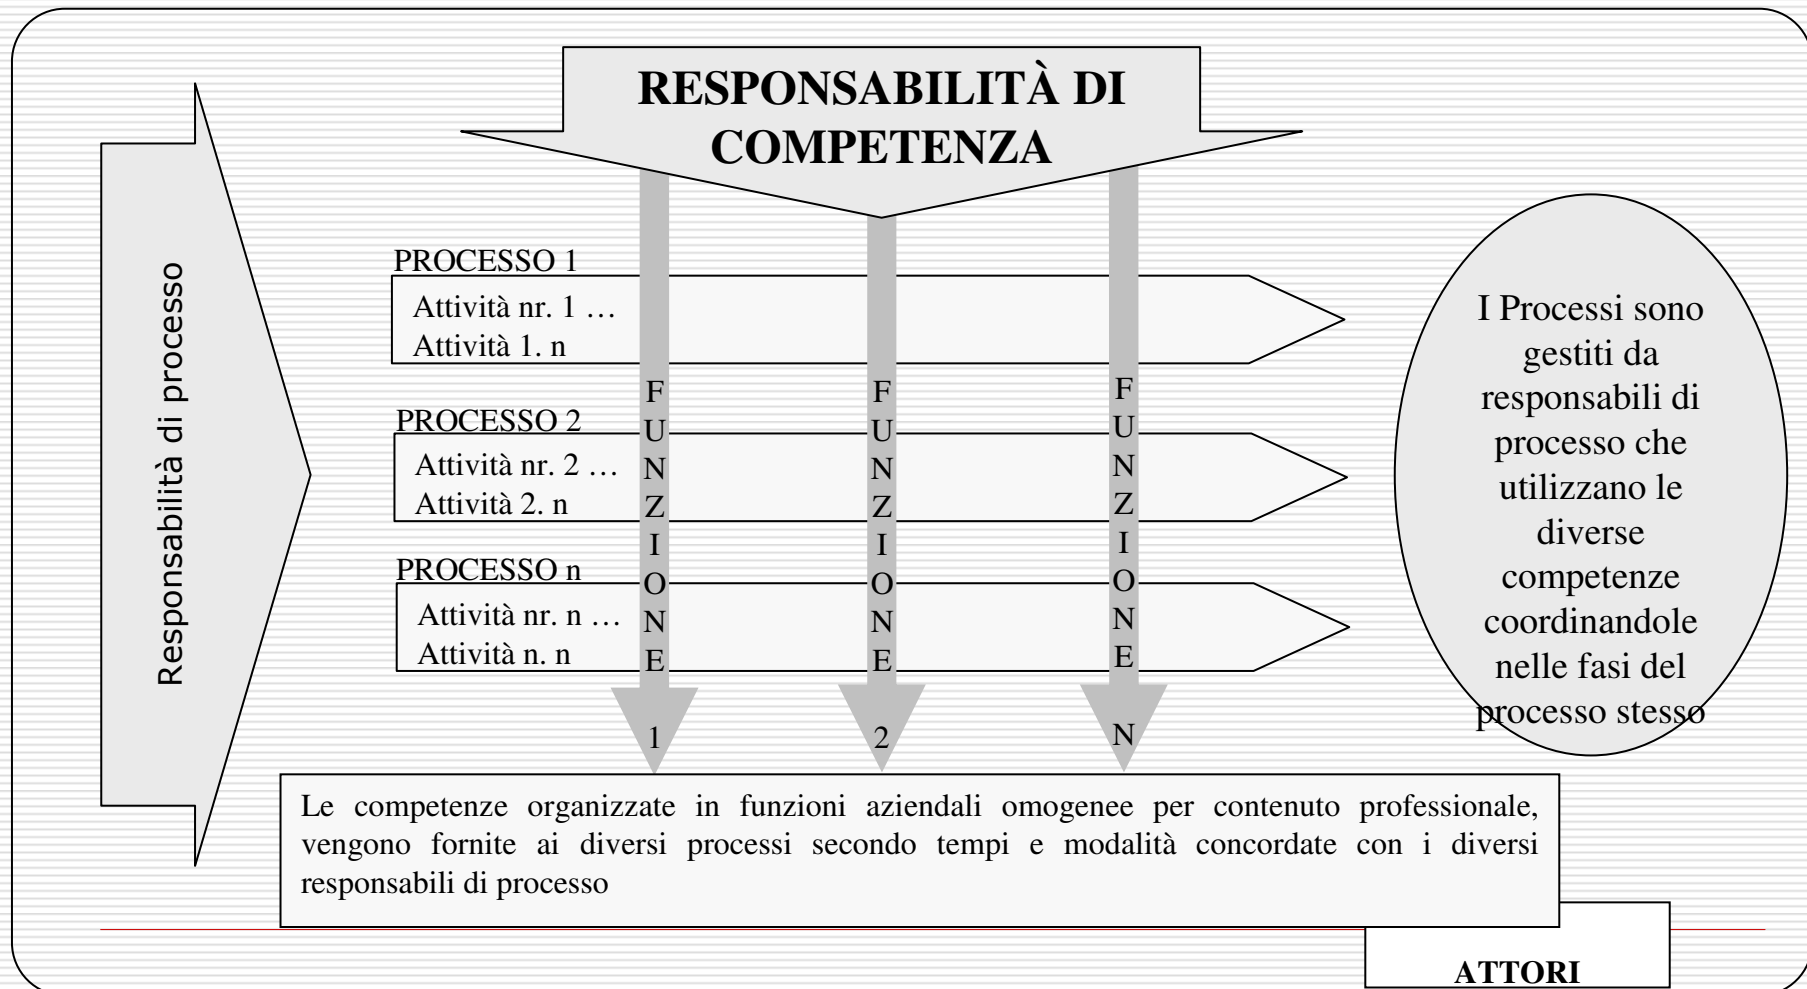 RESPONSABILITÀ DI
COMPETENZA
Responsabilità di processo
PROCESSO 1
Attività nr. 1 …
Attività 1. n
PROCESSO 2
Attività nr. 2 …
Attività 2. n
PROCESSO n
Attività nr. n …
Attività n. n
FUNZIONE 1
FUNZIONE 2
FUNZIONE N
I Processi sono
gestiti da
responsabili di
processo che
utilizzano le
diverse
competenze
coordinandole
nelle fasi del
processo stesso
Le competenze organizzate in funzioni aziendali omogenee per contenuto professionale,
vengono fornite ai diversi processi secondo tempi e modalità concordate con i diversi
responsabili di processo
ATTORI